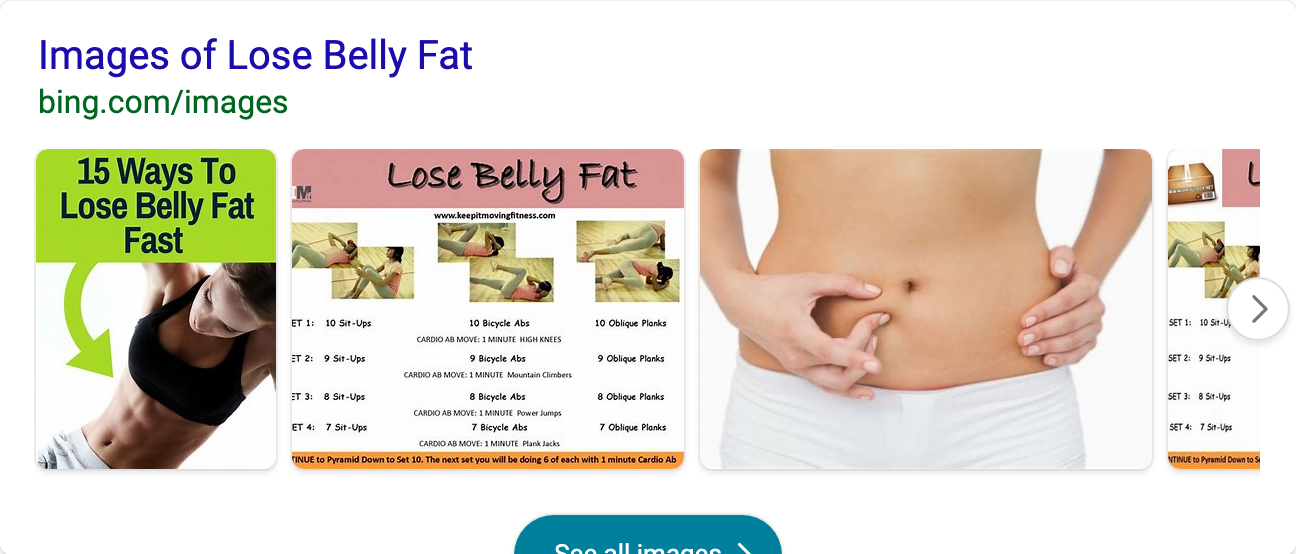 Images of Lose Belly Fat
bing.com/images
15 Ways To
Lose Belly Fat
Fast
Lose Belly Fat
www.keepitmovingfitness.com
ET 1: 10 Sit-Ups 10 Bicycle Abs 10 Oblique Planks
CARDIO AB MOVE: 1 MINUTE HIGH KNEES
SET 2: 9 Sit-Ups 9 Bicycle Abs 9 Oblique Planks
CARDIO AB MOVE: 1 MINUTE Mountain Climbers
SET 3: 8 Sit-Ups 8 Bicycle Abs 8 Oblique Planks
CARDIO AB MOVE: 1 MINUTE Power Jumps
SET 4: 7 Sit-Ups 7 Bicycle Abs 7 Oblique Planks
CARDIO AB MOVE: 1 MINUTE Plank Jacks
TINUE to Pyramid Down to Set 10. The next set you will be doing 6 of each with 1 minute Cardio Ab
L
SET 1: 10 Sit-Up
SET 2: 9 Sit-Ups
SET 3: 8 Sit-Ups
SET 4: 7 Sit-Ups
NTINUE to Pyramid Down to Se
See all images